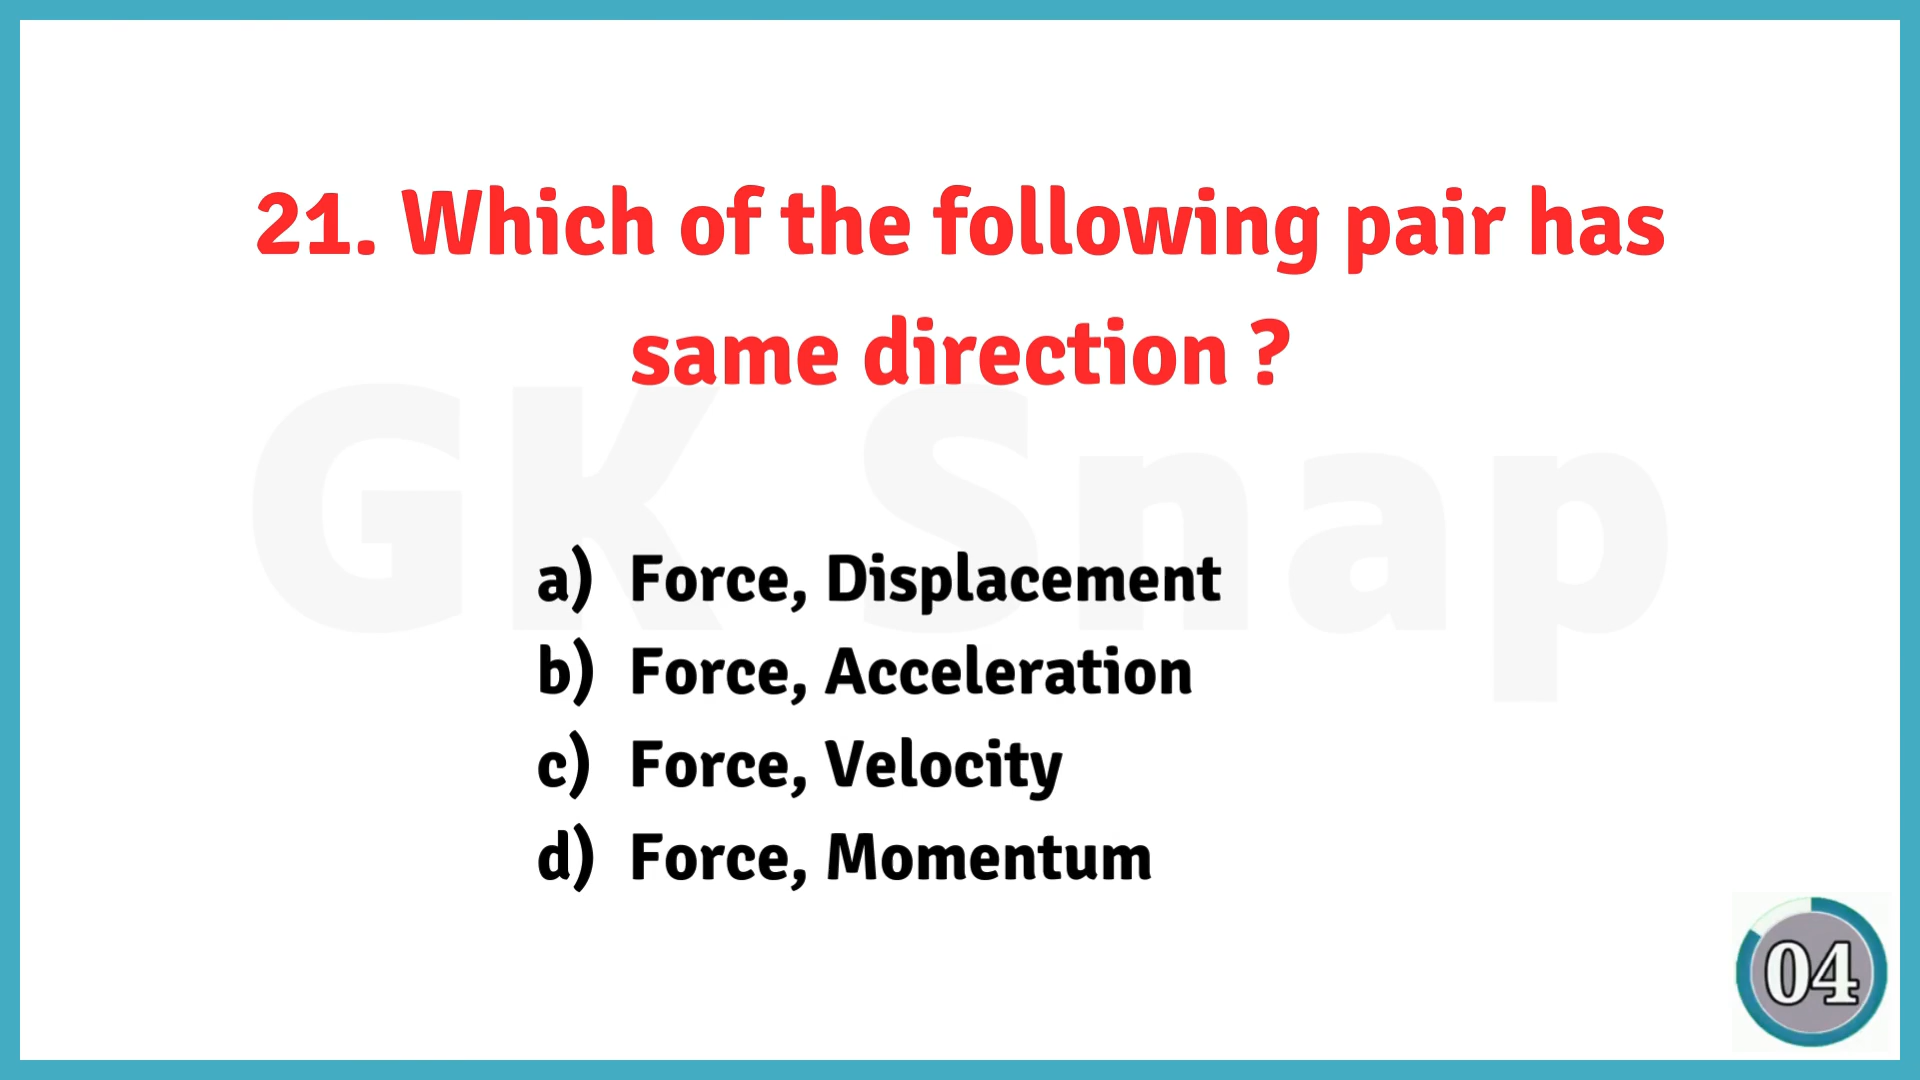 21. Which of the following pair has
same direction ?
GK Snap
a) Force, Displacement
b) Force, Acceleration
c) Force, Velocity
d) Force, Momentum
04